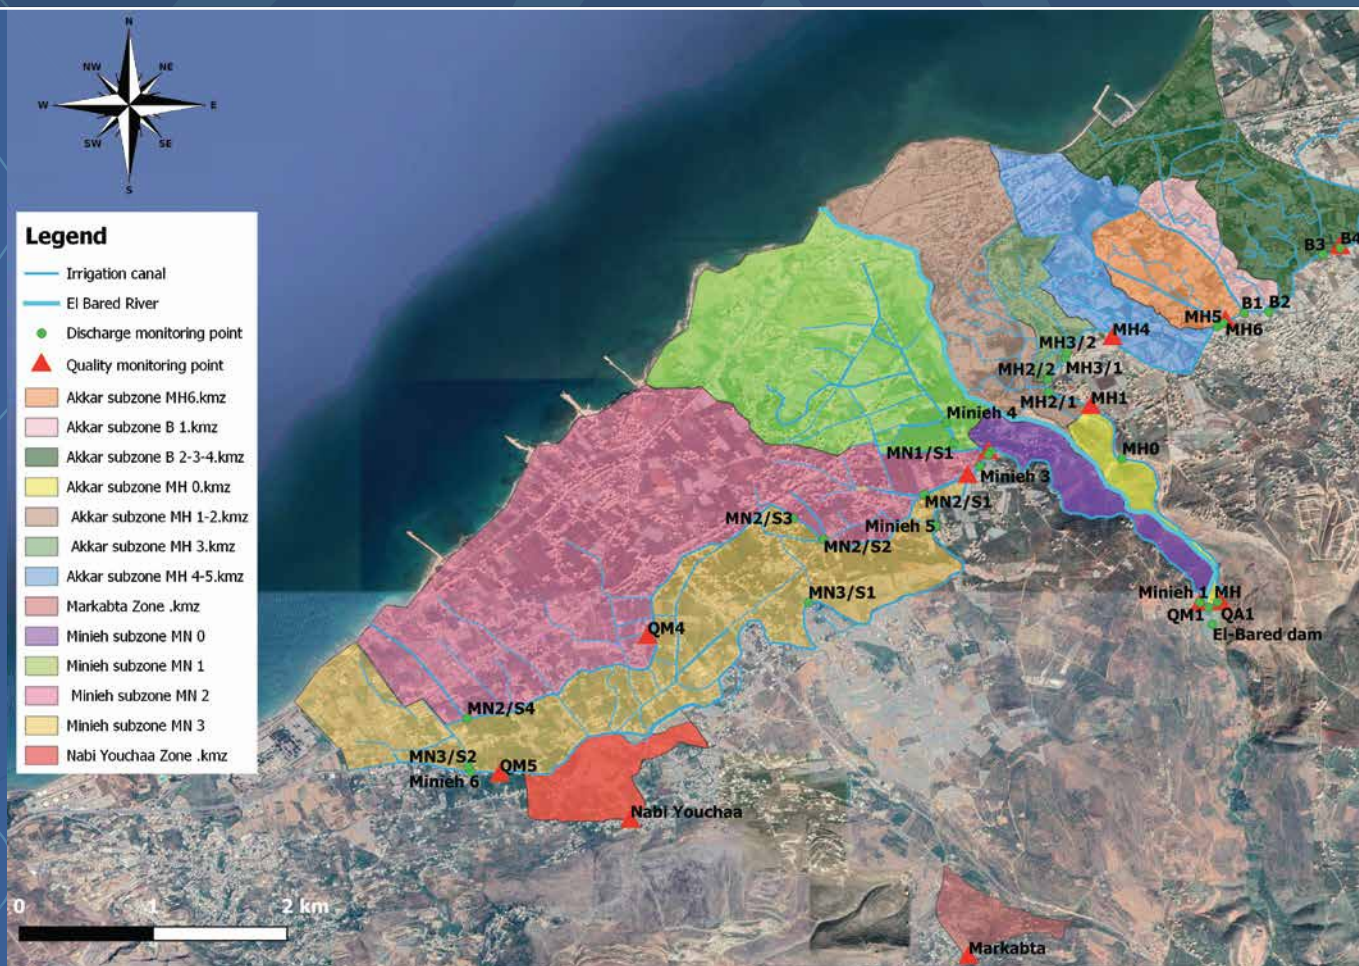 N
NW
NE
W
E
SW
SE
S
Legend
Irrigation canal
El Bared River
Discharge monitoring point
Quality monitoring point
Akkar subzone MH6.kmz
Akkar subzone B 1.kmz
Akkar subzone B 2-3-4.kmz
Akkar subzone MH 0.kmz
Akkar subzone MH 1-2.kmz
Akkar subzone MH 3.kmz
Akkar subzone MH 4-5.kmz
Markabta Zone .kmz
Minieh subzone MN 0
Minieh subzone MN 1
Minieh subzone MN 2
Minieh subzone MN 3
Nabi Youchaa Zone .kmz
B3
B4
B1
B2
MH5
MH6
MH4
MH3/2
MH3/1
MH2/2
MH2/1
MH1
Minieh 4
MN1/S1
MH0
Minieh 3
MN2/S1
MN2/S3
Minieh 5
MN2/S2
MN3/S1
Minieh 1
MH
QM1
QA1
El-Bared dam
QM4
MN2/S4
MN3/S2
QM5
Minieh 6
Nabi Youchaa
Markabta
0
1
2 km